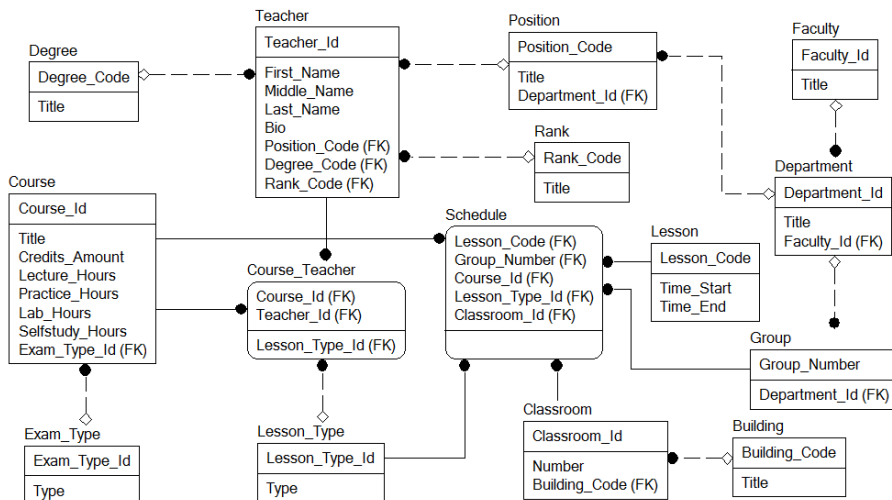 Teacher
Teacher_Id
First_Name
Middle_Name
Last_Name
Bio
Position_Code (FK)
Degree_Code (FK)
Rank_Code (FK)
Position
Position_Code
Title
Department_Id (FK)
Faculty
Faculty_Id
Title
Degree
Degree_Code
Title
Rank
Rank_Code
Title
Department
Department_Id
Title
Faculty_Id (FK)
Course
Course_Id
Title
Credits_Amount
Lecture_Hours
Practice_Hours
Lab_Hours
Selfstudy_Hours
Exam_Type_Id (FK)
Schedule
Lesson_Code (FK)
Group_Number (FK)
Course_Id (FK)
Lesson_Type_Id (FK)
Classroom_Id (FK)
Lesson
Lesson_Code
Time_Start
Time_End
Course_Teacher
Course_Id (FK)
Teacher_Id (FK)
Lesson_Type_Id (FK)
Group
Group_Number
Department_Id (FK)
Exam_Type
Exam_Type_Id
Type
Lesson_Type
Lesson_Type_Id
Type
Classroom
Classroom_Id
Number
Building_Code (FK)
Building
Building_Code
Title